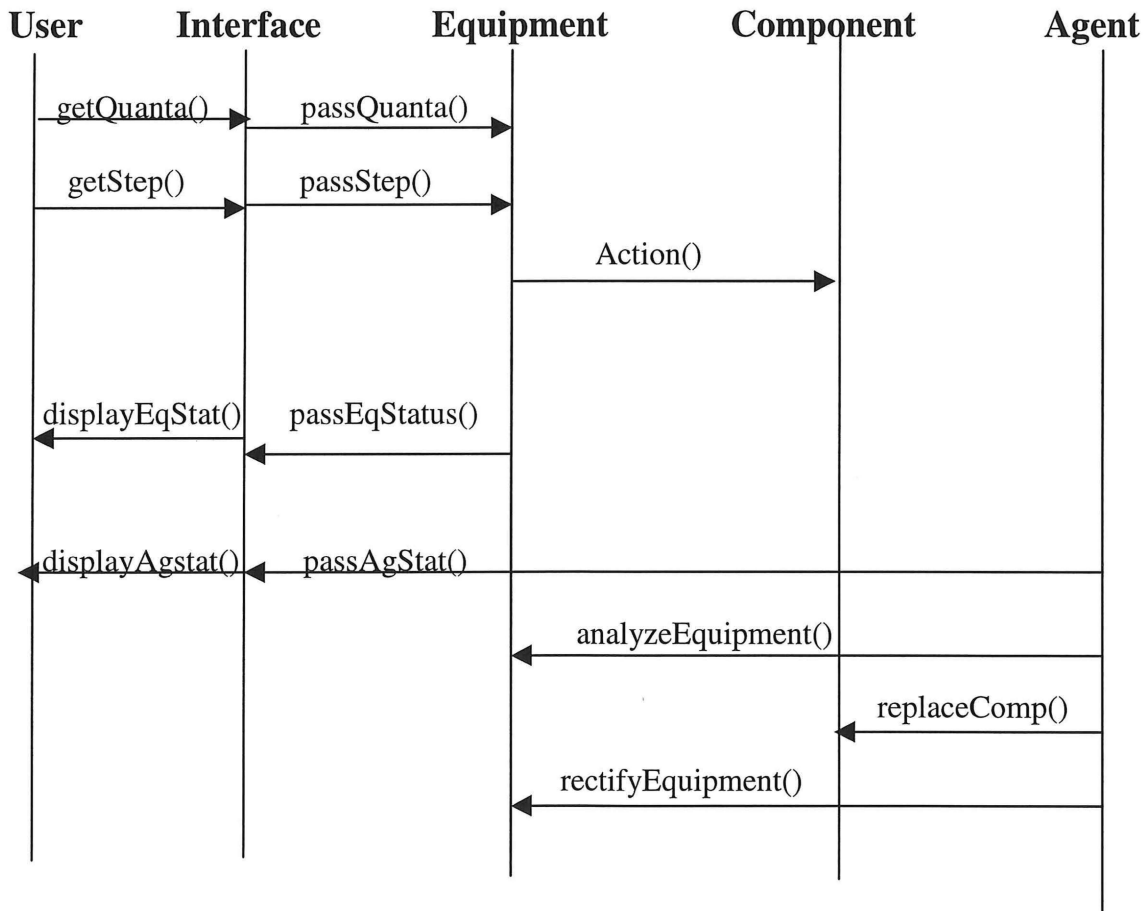 User Interface Equipment Component Agent
getQuanta() passQuanta()
getStep() passStep()
Action()
displayEqStat() passEqStatus()
displayAgstat() passAgStat()
analyzeEquipment()
replaceComp()
rectifyEquipment()